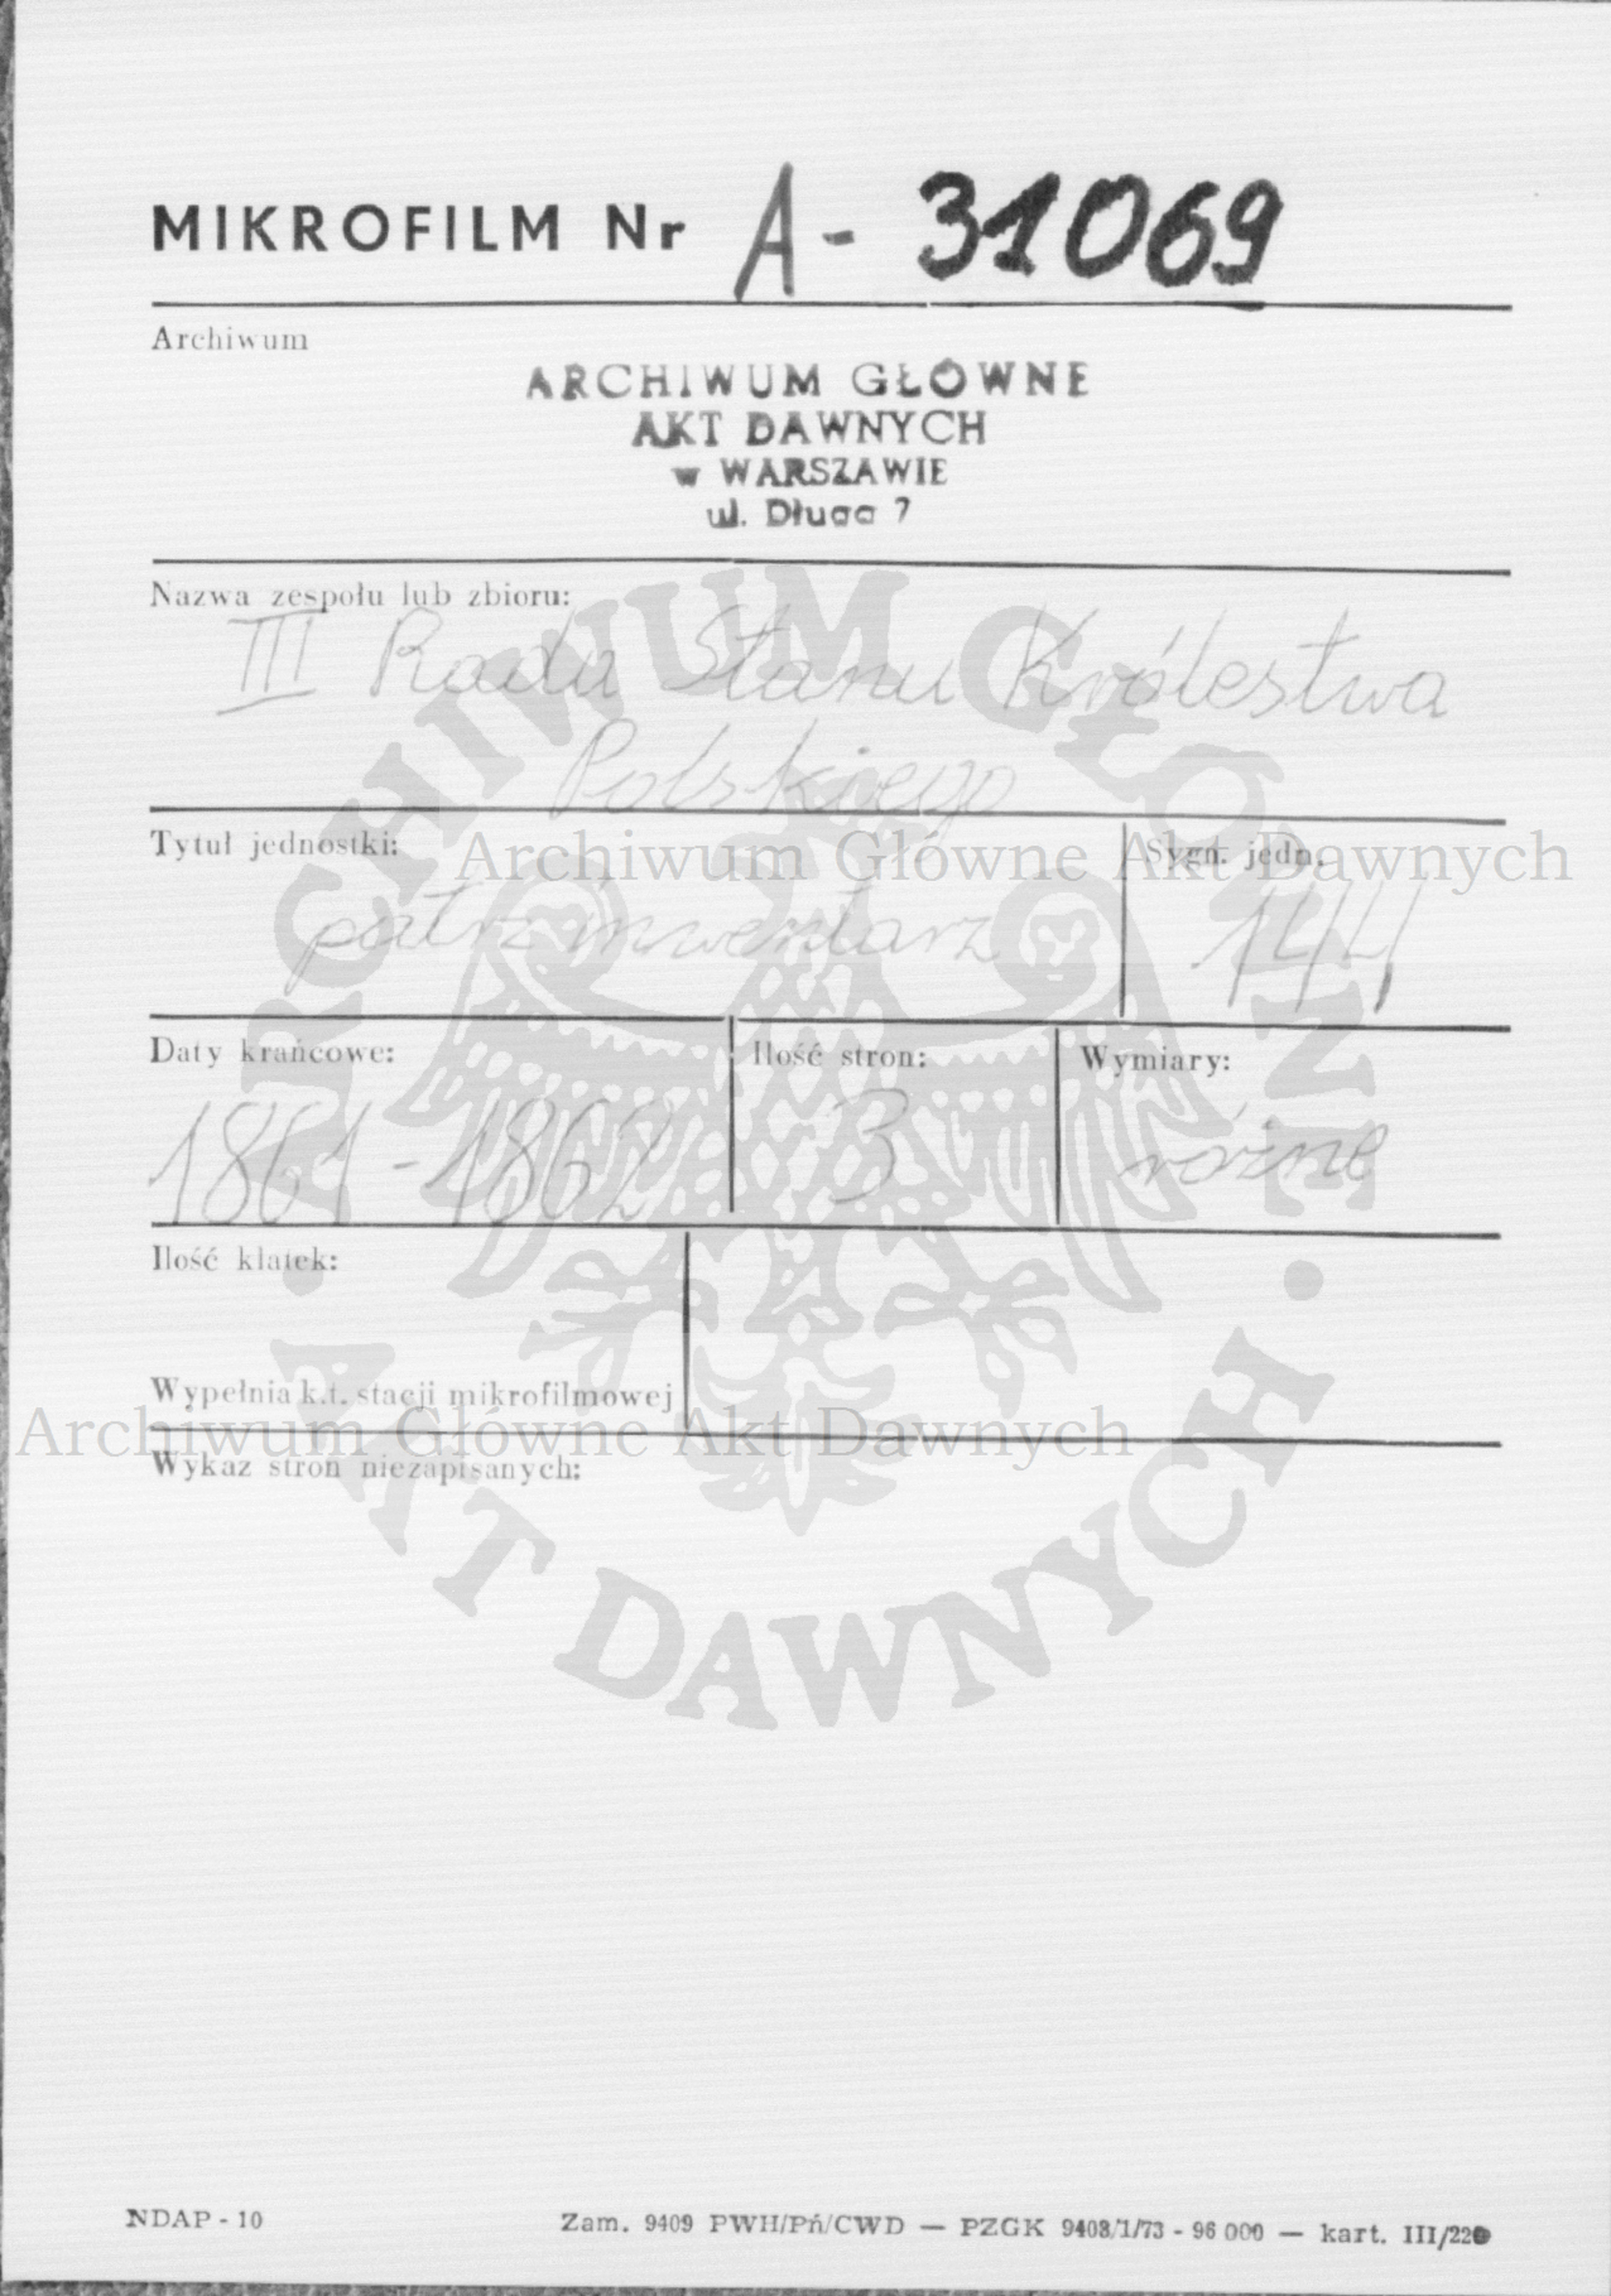 MIKROFILM Nr A - 31069
Archiwum
ARCHIWUM GŁÓWNE
AKT DAWNYCH
w WARSZAWIE
ul. Długa 7
Nazwa zespołu lub zbioru:
III Rada Stanu Królestwa
Polskiego
Tytuł jednostki:
Sygn. jedn.
Archiwum Główne Akt Dawnych
patrz inwentarz
144
Daty krańcowe:
Ilość stron:
Wymiary:
1861 - 1862
3
różne
Ilość klatek:
Wypełnia k.t. stacji mikrofilmowej
Archiwum Główne Akt Dawnych
Wykaz stron niezapisanych:
ARCHIWUM GŁÓWNE
· AKT DAWNYCH ·
NDAP - 10
Zam. 9409 PWH/Pń/CWD — PZGK 9408/1/73 - 96 000 — kart. III/220